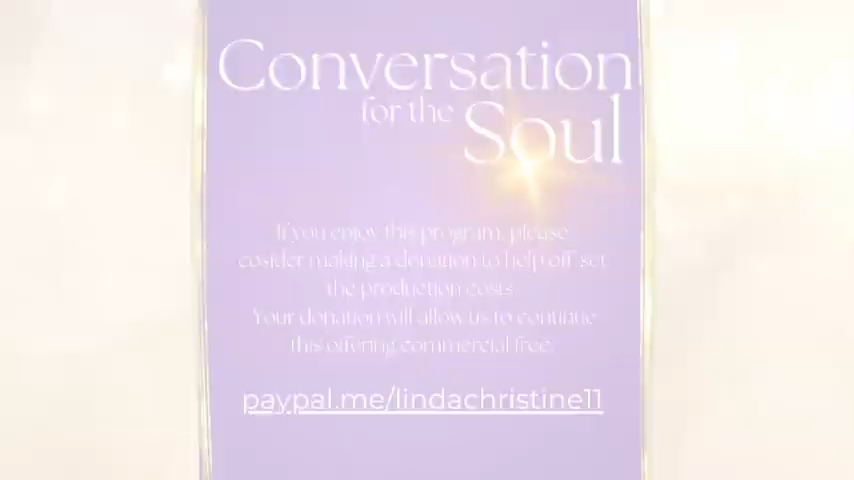 Conversation
for the
Soul
If you enjoy this program, please
cosider making a donation to help off set
the production costs.
Your donation will allow us to continue
this offering commercial free.
paypal.me/lindachristine11